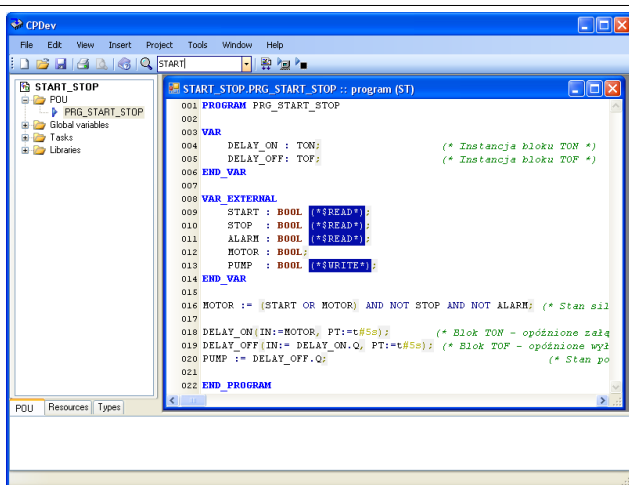 CPDev
File Edit View Insert Project Tools Window Help
START
START_STOP
POU
PRG_START_STOP
Global variables
Tasks
Libraries
START_STOP.PRG_START_STOP :: program (ST)
001 PROGRAM PRG_START_STOP
002
003 VAR
004 DELAY_ON : TON; (* Instancja bloku TON *)
005 DELAY_OFF: TOF; (* Instancja bloku TOF *)
006 END_VAR
007
008 VAR_EXTERNAL
009 START : BOOL (*$READ*);
010 STOP : BOOL (*$READ*);
011 ALARM : BOOL (*$READ*);
012 MOTOR : BOOL;
013 PUMP : BOOL (*$WRITE*);
014 END_VAR
015
016 MOTOR := (START OR MOTOR) AND NOT STOP AND NOT ALARM; (* Stan sil
017
018 DELAY_ON(IN:=MOTOR, PT:=t#5s); (* Blok TON - opóźnione załą
019 DELAY_OFF(IN:= DELAY_ON.Q, PT:=t#5s); (* Blok TOF - opóźnione wył
020 PUMP := DELAY_OFF.Q; (* Stan po
021
022 END_PROGRAM
POU Resources Types